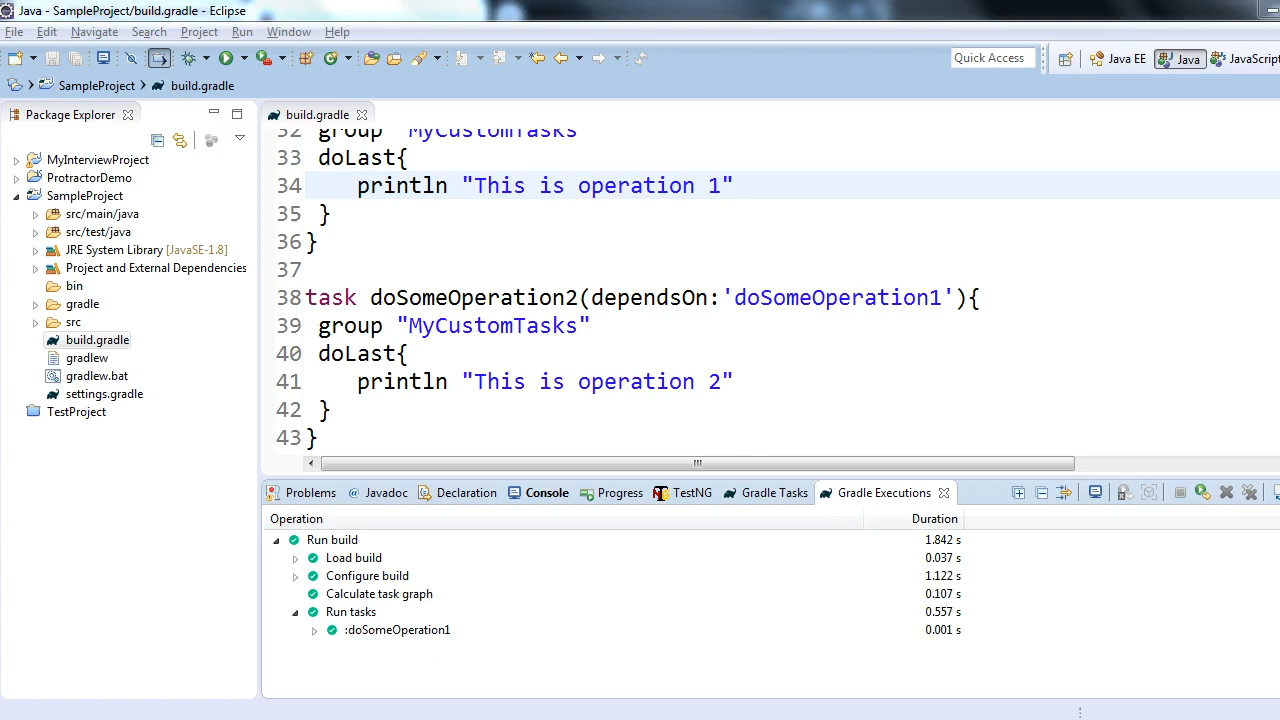 Java - SampleProject/build.gradle - Eclipse
File Edit Navigate Search Project Run Window Help
Quick Access Java EE Java JavaScript
SampleProject build.gradle
Package Explorer
MyInterviewProject
ProtractorDemo
SampleProject
src/main/java
src/test/java
JRE System Library [JavaSE-1.8]
Project and External Dependencies
bin
gradle
src
build.gradle
gradlew
gradlew.bat
settings.gradle
TestProject
build.gradle
32 group "MyCustomTasks
33 doLast{
34 println "This is operation 1"
35 }
36 }
37
38 task doSomeOperation2(dependsOn:'doSomeOperation1'){
39 group "MyCustomTasks"
40 doLast{
41 println "This is operation 2"
42 }
43 }
Problems Javadoc Declaration Console Progress TestNG Gradle Tasks Gradle Executions
Operation Duration
Run build 1.842 s
Load build 0.037 s
Configure build 1.122 s
Calculate task graph 0.107 s
Run tasks 0.557 s
:doSomeOperation1 0.001 s